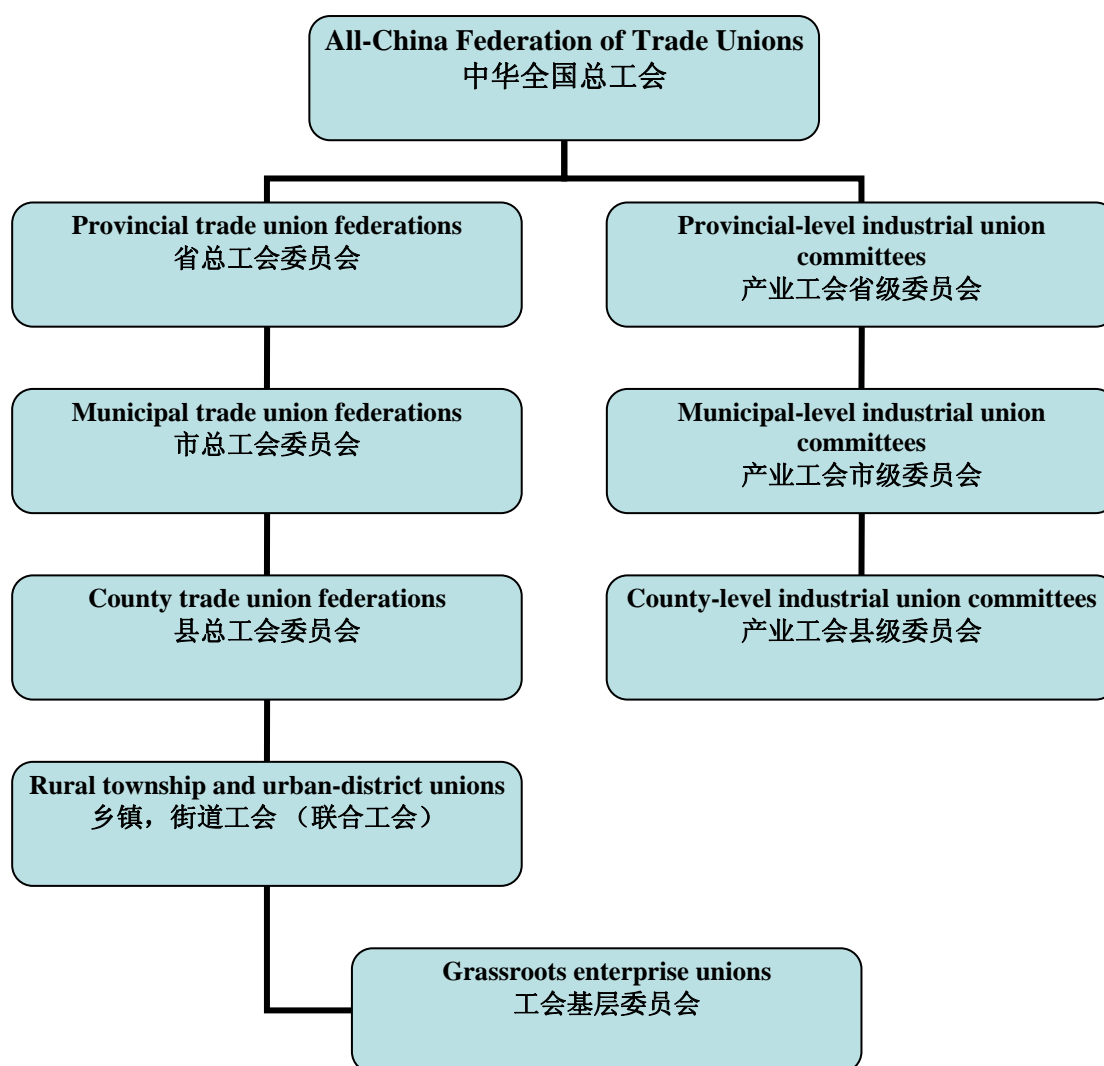 All-China Federation of Trade Unions
中华全国总工会
Provincial trade union federations
省总工会委员会
Provincial-level industrial union
committees
产业工会省级委员会
Municipal trade union federations
市总工会委员会
Municipal-level industrial union
committees
产业工会市级委员会
County trade union federations
县总工会委员会
County-level industrial union committees
产业工会县级委员会
Rural township and urban-district unions
乡镇，街道工会 （联合工会）
Grassroots enterprise unions
工会基层委员会